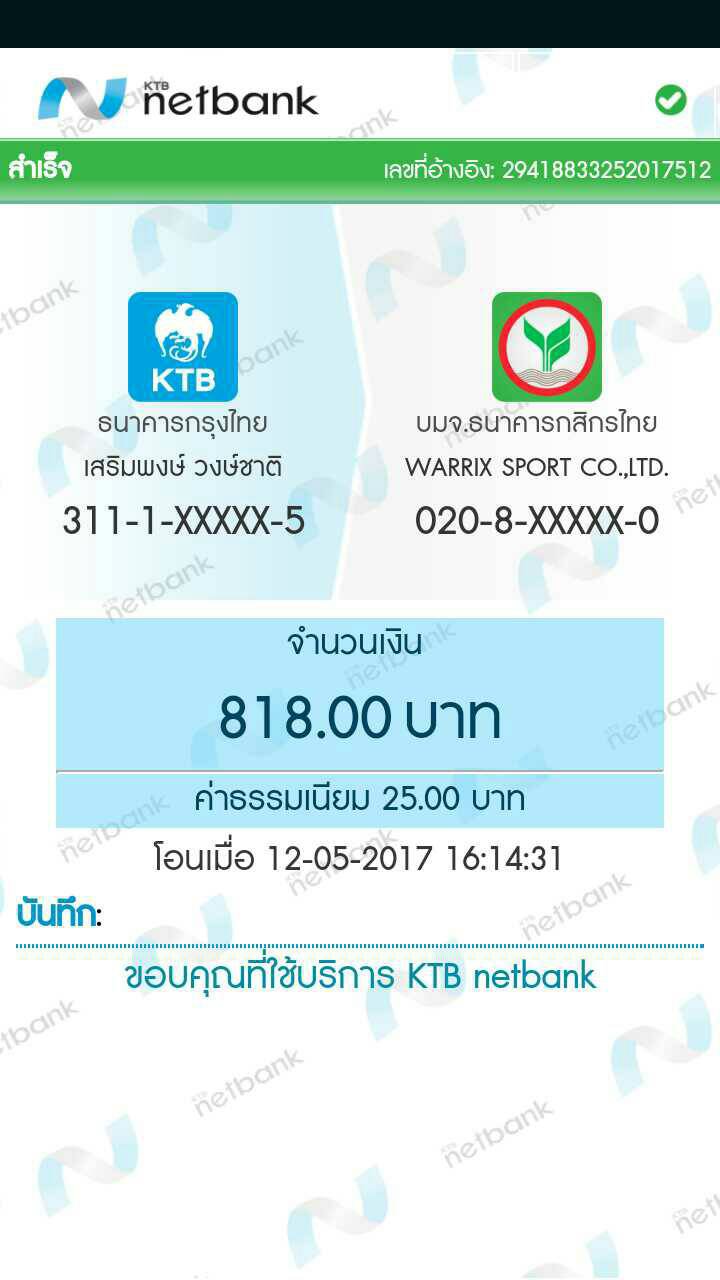 KTB
netbank
สำเร็จ
เลขที่อ้างอิง: 29418833252017512
KTB
ธนาคารกรุงไทย
เสริมพงษ์ วงษ์ชาติ
311-1-XXXXX-5
บมจ.ธนาคารกสิกรไทย
WARRIX SPORT CO.,LTD.
020-8-XXXXX-0
จำนวนเงิน
818.00 บาท
ค่าธรรมเนียม 25.00 บาท
โอนเมื่อ 12-05-2017 16:14:31
บันทึก:
ขอบคุณที่ใช้บริการ KTB netbank